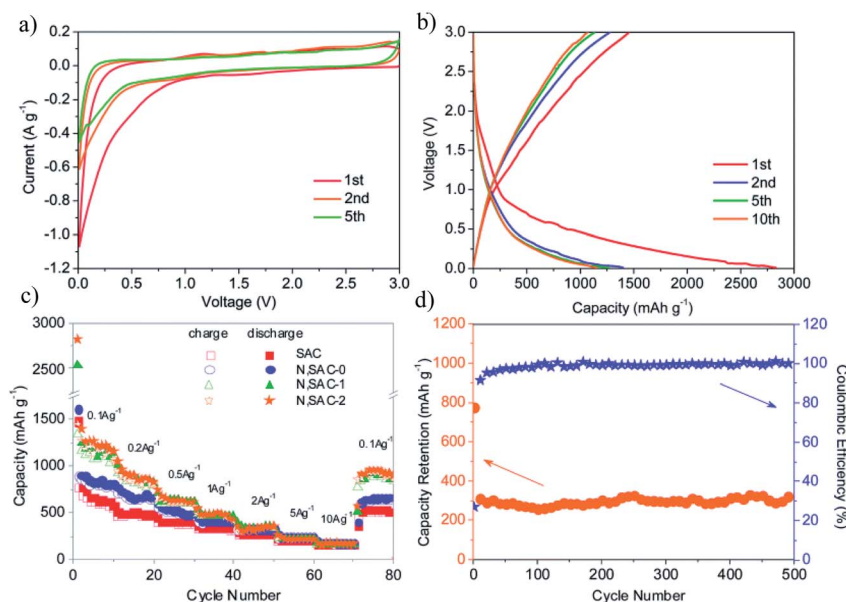 a)
0.2
0.0
-0.2
-0.4
-0.6
-0.8
-1.0
-1.2
Current (A g⁻¹)
1st
2nd
5th
0.0 0.5 1.0 1.5 2.0 2.5 3.0
Voltage (V)
b)
3.0
2.5
2.0
1.5
1.0
0.5
0.0
Voltage (V)
1st
2nd
5th
10th
0 500 1000 1500 2000 2500 3000
Capacity (mAh g⁻¹)
c)
3000
2500
1500
1000
500
0
Capacity (mAh g⁻¹)
charge discharge
SAC
N,SAC-0
N,SAC-1
N,SAC-2
0.1Ag⁻¹
0.2Ag⁻¹
0.5Ag⁻¹
1Ag⁻¹
2Ag⁻¹
5Ag⁻¹
10Ag⁻¹
0.1Ag⁻¹
0 20 40 60 80
Cycle Number
d)
1200
1000
800
600
400
200
0
Capacity Retention (mAh g⁻¹)
120
100
80
60
40
20
0
Coulombic Efficiency (%)
0 100 200 300 400 500
Cycle Number